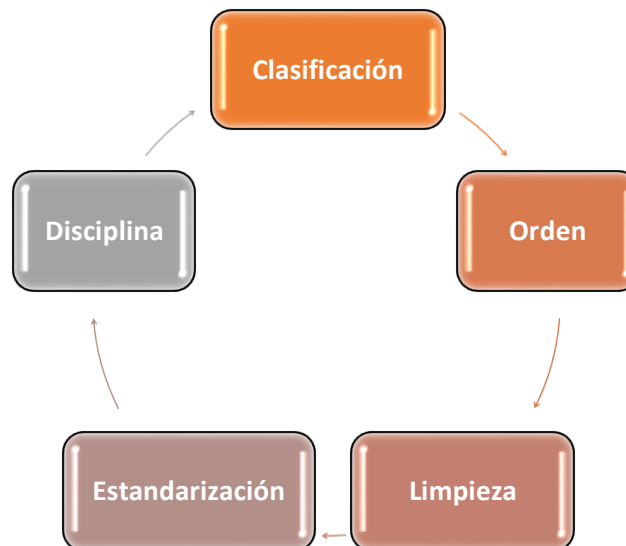 Clasificación
Orden
Limpieza
Estandarización
Disciplina